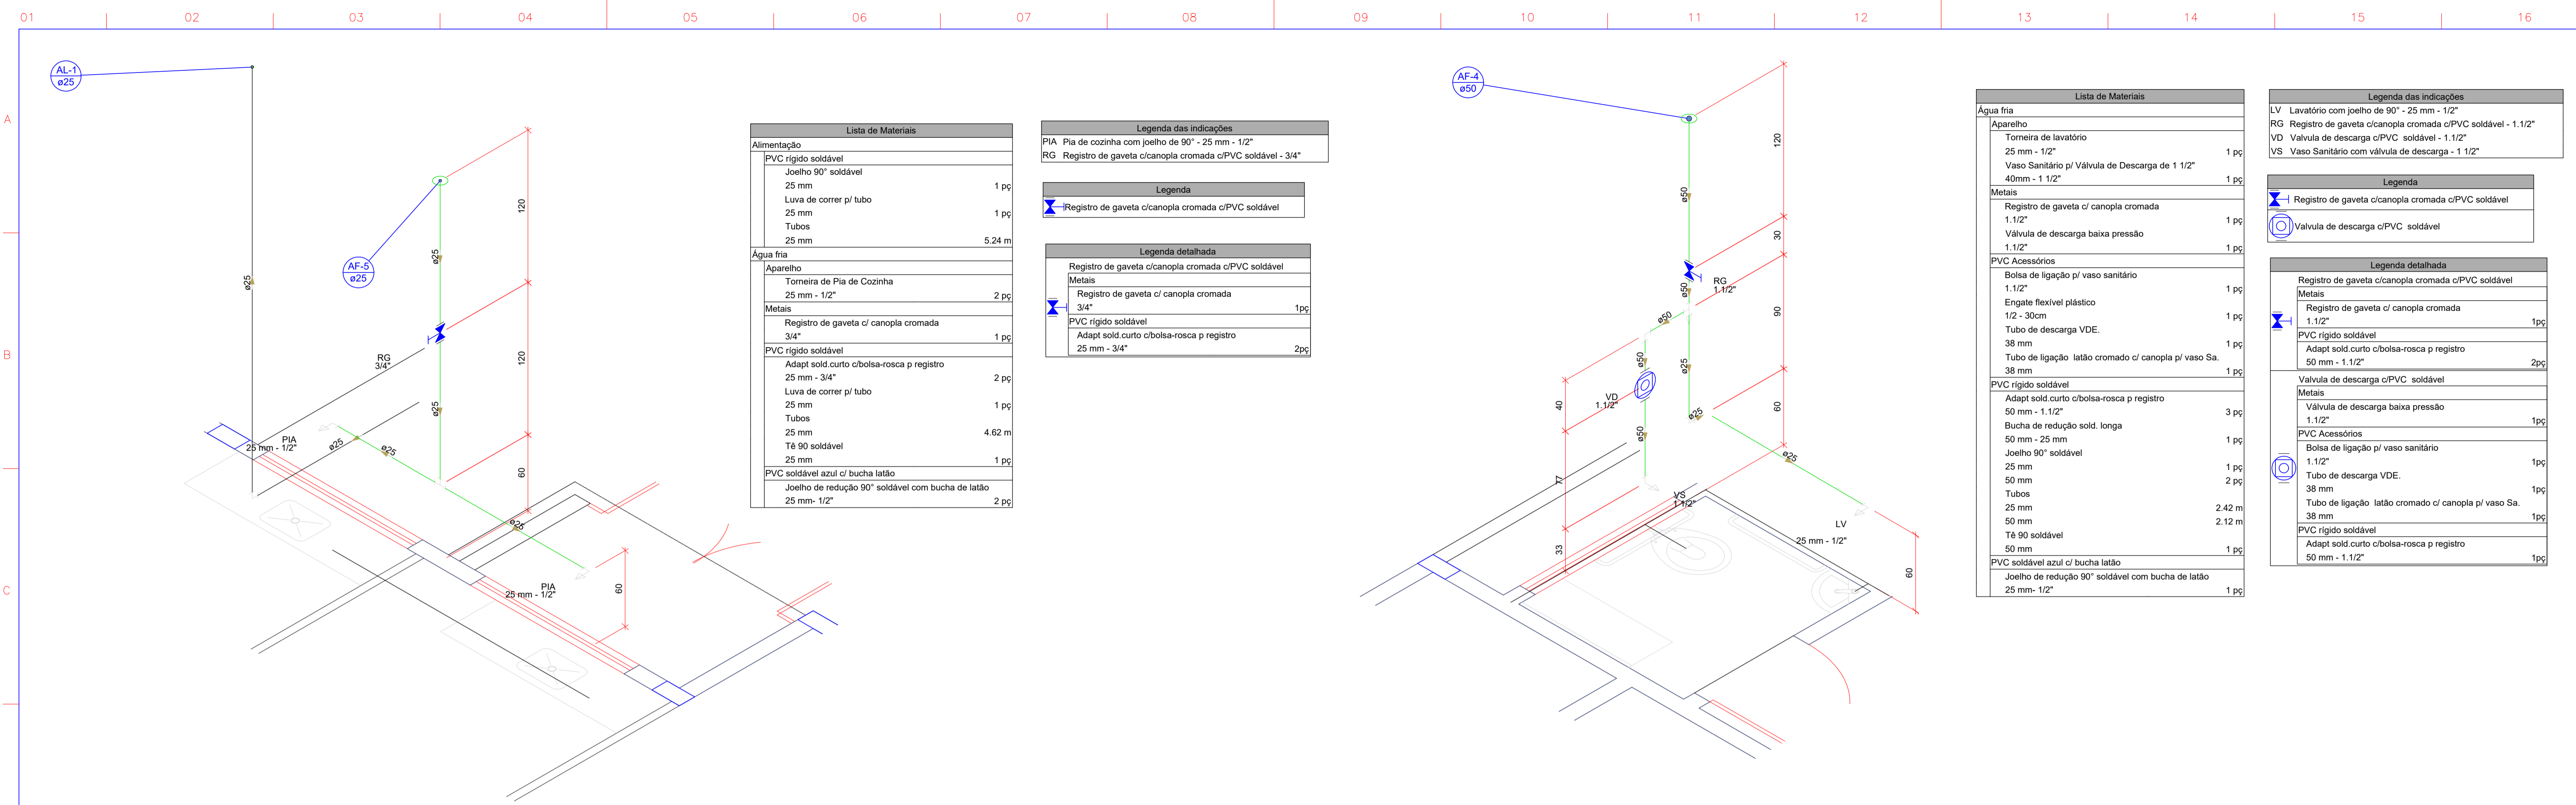 01 02 03 04 05 06 07 08 09 10 11 12 13 14 15 16
A
B
C
AL-1
ø25
ø25
AF-5
ø25
ø25
120
120
60
RG
3/4"
ø25
PIA
25 mm - 1/2"
ø25
ø25
ø25
PIA
25 mm - 1/2"
60
Lista de Materiais
Alimentação
PVC rígido soldável
Joelho 90° soldável
25 mm 1 pç
Luva de correr p/ tubo
25 mm 1 pç
Tubos
25 mm 5.24 m
Água fria
Aparelho
Torneira de Pia de Cozinha
25 mm - 1/2" 2 pç
Metais
Registro de gaveta c/ canopla cromada
3/4" 1 pç
PVC rígido soldável
Adapt sold.curto c/bolsa-rosca p registro
25 mm - 3/4" 2 pç
Luva de correr p/ tubo
25 mm 1 pç
Tubos
25 mm 4.62 m
Tê 90 soldável
25 mm 1 pç
PVC soldável azul c/ bucha latão
Joelho de redução 90° soldável com bucha de latão
25 mm- 1/2" 2 pç
Legenda das indicações
PIA Pia de cozinha com joelho de 90° - 25 mm - 1/2"
RG Registro de gaveta c/canopla cromada c/PVC soldável - 3/4"
Legenda
Registro de gaveta c/canopla cromada c/PVC soldável
Legenda detalhada
Registro de gaveta c/canopla cromada c/PVC soldável
Metais
Registro de gaveta c/ canopla cromada
3/4" 1pç
PVC rígido soldável
Adapt sold.curto c/bolsa-rosca p registro
25 mm - 3/4" 2pç
AF-4
ø50
ø50
120
30
90
60
RG
1.1/2"
ø50
ø50
ø50
ø25
VD
1.1/2"
40
77
33
ø50
ø25
ø25
VS
1.1/2"
LV
25 mm - 1/2"
60
Lista de Materiais
Água fria
Aparelho
Torneira de lavatório
25 mm - 1/2" 1 pç
Vaso Sanitário p/ Válvula de Descarga de 1 1/2"
40mm - 1 1/2" 1 pç
Metais
Registro de gaveta c/ canopla cromada
1.1/2" 1 pç
Válvula de descarga baixa pressão
1.1/2" 1 pç
PVC Acessórios
Bolsa de ligação p/ vaso sanitário
1.1/2" 1 pç
Engate flexível plástico
1/2 - 30cm 1 pç
Tubo de descarga VDE.
38 mm 1 pç
Tubo de ligação latão cromado c/ canopla p/ vaso Sa.
38 mm 1 pç
PVC rígido soldável
Adapt sold.curto c/bolsa-rosca p registro
50 mm - 1.1/2" 3 pç
Bucha de redução sold. longa
50 mm - 25 mm 1 pç
Joelho 90° soldável
25 mm 1 pç
50 mm 2 pç
Tubos
25 mm 2.42 m
50 mm 2.12 m
Tê 90 soldável
50 mm 1 pç
PVC soldável azul c/ bucha latão
Joelho de redução 90° soldável com bucha de latão
25 mm- 1/2" 1 pç
Legenda das indicações
LV Lavatório com joelho de 90° - 25 mm - 1/2"
RG Registro de gaveta c/canopla cromada c/PVC soldável - 1.1/2"
VD Valvula de descarga c/PVC soldável - 1.1/2"
VS Vaso Sanitário com válvula de descarga - 1 1/2"
Legenda
Registro de gaveta c/canopla cromada c/PVC soldável
Valvula de descarga c/PVC soldável
Legenda detalhada
Registro de gaveta c/canopla cromada c/PVC soldável
Metais
Registro de gaveta c/ canopla cromada
1.1/2" 1pç
PVC rígido soldável
Adapt sold.curto c/bolsa-rosca p registro
50 mm - 1.1/2" 2pç
Valvula de descarga c/PVC soldável
Metais
Válvula de descarga baixa pressão
1.1/2" 1pç
PVC Acessórios
Bolsa de ligação p/ vaso sanitário
1.1/2" 1pç
Tubo de descarga VDE.
38 mm 1pç
Tubo de ligação latão cromado c/ canopla p/ vaso Sa.
38 mm 1pç
PVC rígido soldável
Adapt sold.curto c/bolsa-rosca p registro
50 mm - 1.1/2" 1pç